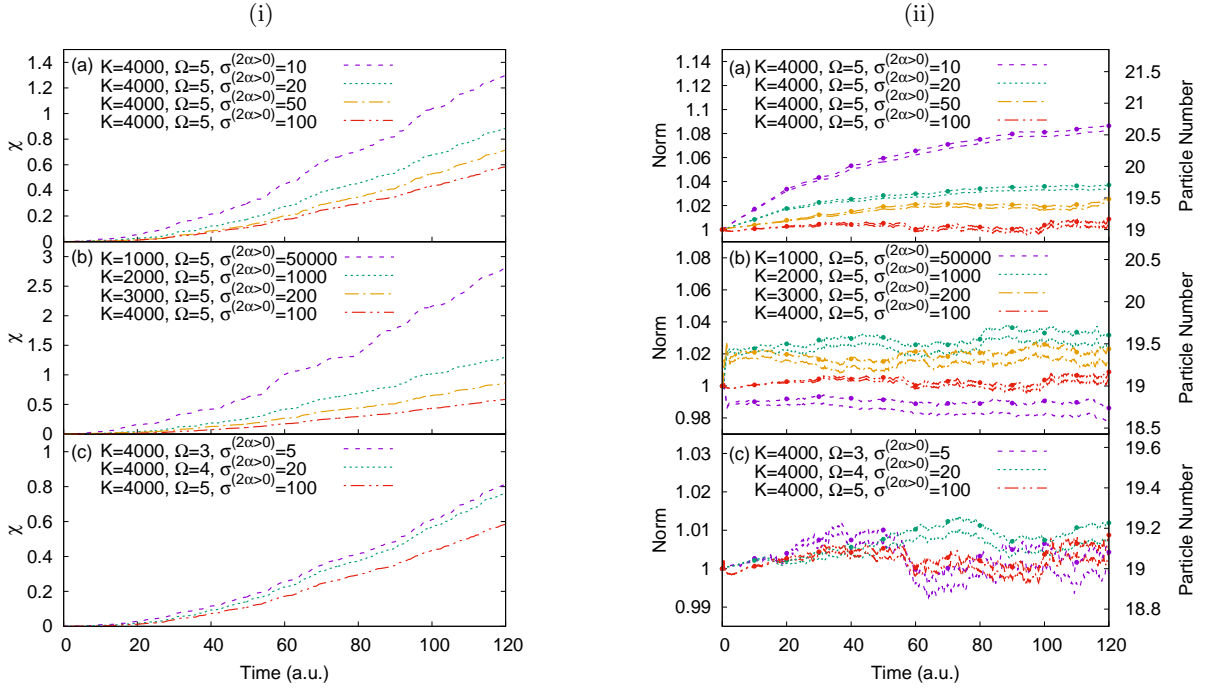 (i)
(a) K=4000, Ω=5, σ^(2α>0)=10
K=4000, Ω=5, σ^(2α>0)=20
K=4000, Ω=5, σ^(2α>0)=50
K=4000, Ω=5, σ^(2α>0)=100
1.4
1.2
1
0.8
0.6
0.4
0.2
0
χ
(b) K=1000, Ω=5, σ^(2α>0)=50000
K=2000, Ω=5, σ^(2α>0)=1000
K=3000, Ω=5, σ^(2α>0)=200
K=4000, Ω=5, σ^(2α>0)=100
3
2.5
2
1.5
1
0.5
0
χ
(c) K=4000, Ω=3, σ^(2α>0)=5
K=4000, Ω=4, σ^(2α>0)=20
K=4000, Ω=5, σ^(2α>0)=100
1
0.8
0.6
0.4
0.2
0
χ
0 20 40 60 80 100 120
Time (a.u.)
(ii)
(a) K=4000, Ω=5, σ^(2α>0)=10
K=4000, Ω=5, σ^(2α>0)=20
K=4000, Ω=5, σ^(2α>0)=50
K=4000, Ω=5, σ^(2α>0)=100
1.14
1.12
1.1
1.08
1.06
1.04
1.02
1
Norm
21.5
21
20.5
20
19.5
19
Particle Number
(b) K=1000, Ω=5, σ^(2α>0)=50000
K=2000, Ω=5, σ^(2α>0)=1000
K=3000, Ω=5, σ^(2α>0)=200
K=4000, Ω=5, σ^(2α>0)=100
1.08
1.06
1.04
1.02
1
0.98
Norm
20.5
20
19.5
19
18.5
Particle Number
(c) K=4000, Ω=3, σ^(2α>0)=5
K=4000, Ω=4, σ^(2α>0)=20
K=4000, Ω=5, σ^(2α>0)=100
1.03
1.02
1.01
1
0.99
Norm
19.6
19.4
19.2
19
18.8
Particle Number
0 20 40 60 80 100 120
Time (a.u.)